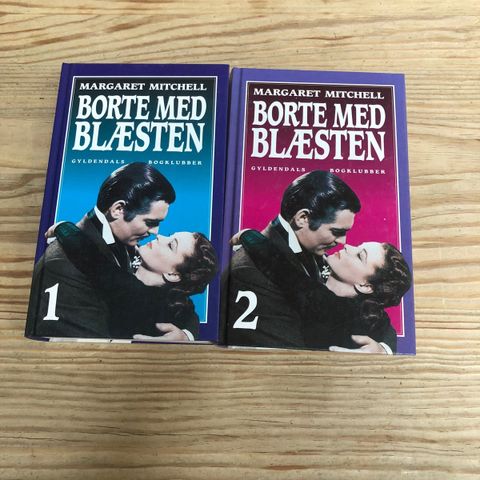 MARGARET MITCHELL
BORTE MED
BLÆSTEN
GYLDENDALS BOGKLUBBER
1
MARGARET MITCHELL
BORTE MED
BLÆSTEN
GYLDENDALS BOGKLUBBER
2